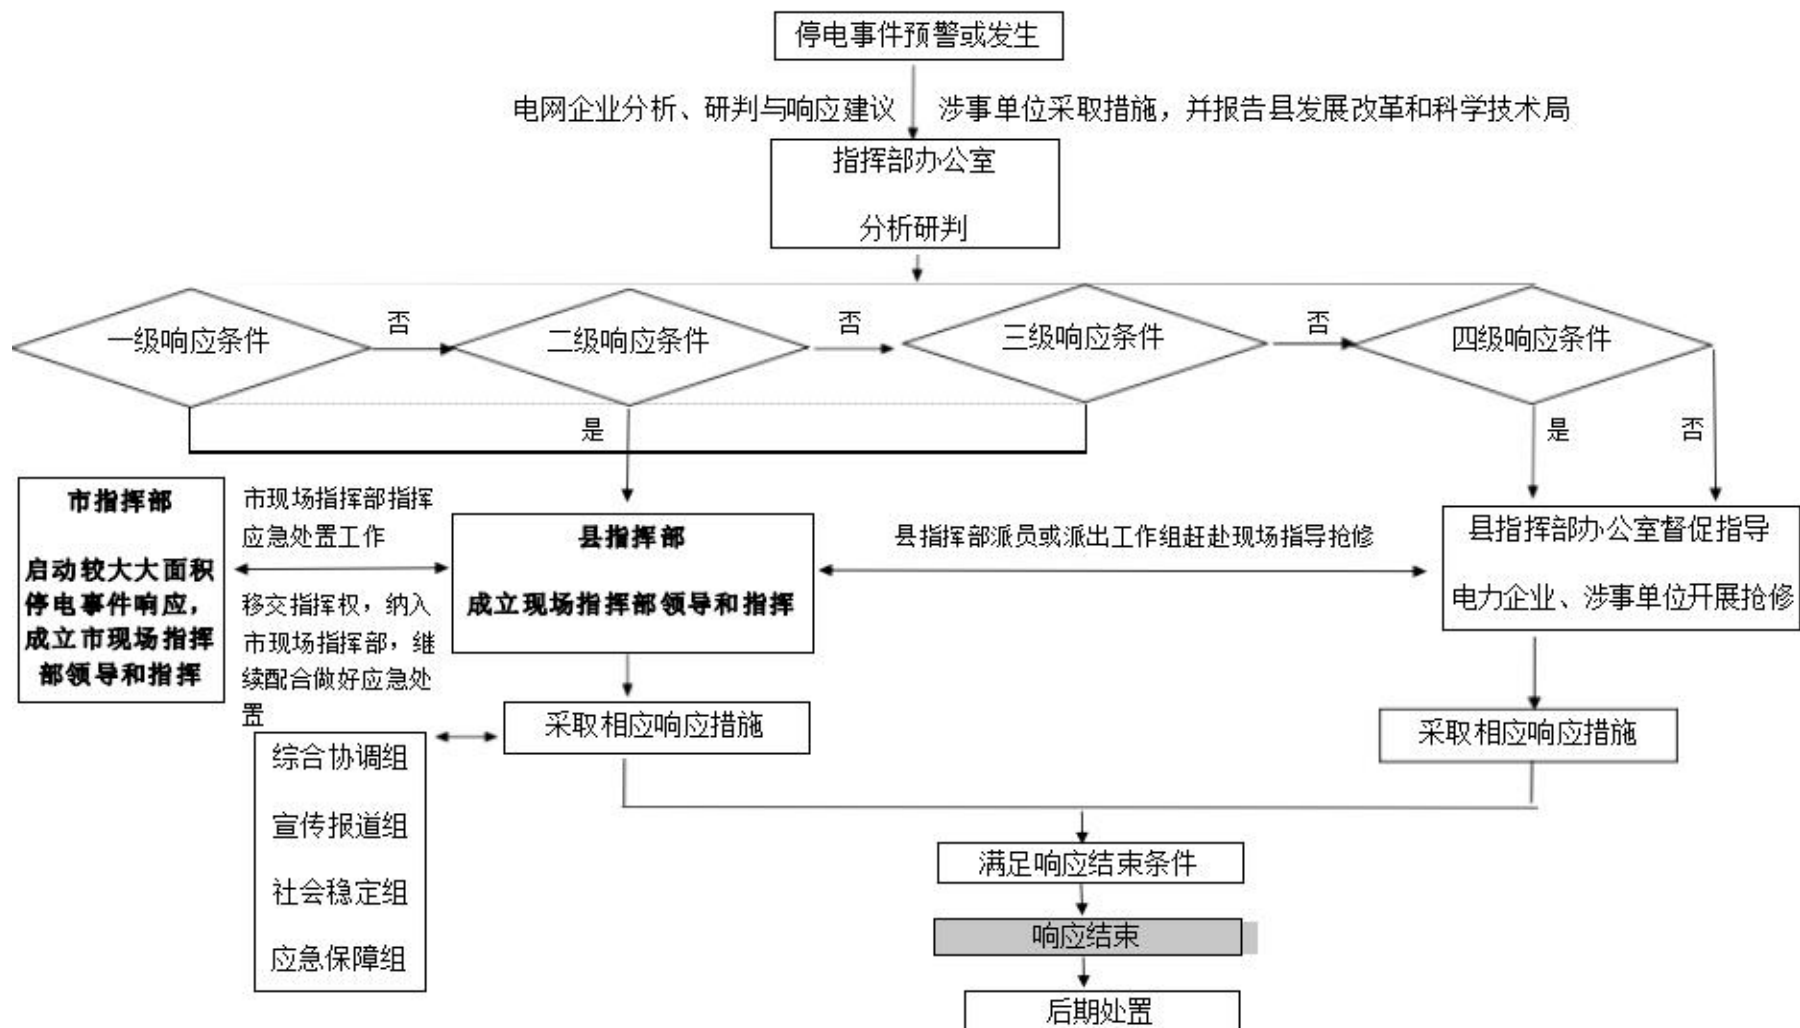 停电事件预警或发生
电网企业分析、研判与响应建议
涉事单位采取措施，并报告县发展改革和科学技术局
指挥部办公室
分析研判
一级响应条件
否
二级响应条件
否
三级响应条件
否
四级响应条件
是
是
否
市指挥部
启动较大大面积
停电事件响应，
成立市现场指挥
部领导和指挥
市现场指挥部指挥
应急处置工作
移交指挥权，纳入
市现场指挥部，继
续配合做好应急处
置
县指挥部
成立现场指挥部领导和指挥
县指挥部派员或派出工作组赶赴现场指导抢修
县指挥部办公室督促指导
电力企业、涉事单位开展抢修
采取相应响应措施
采取相应响应措施
综合协调组
宣传报道组
社会稳定组
应急保障组
满足响应结束条件
响应结束
后期处置